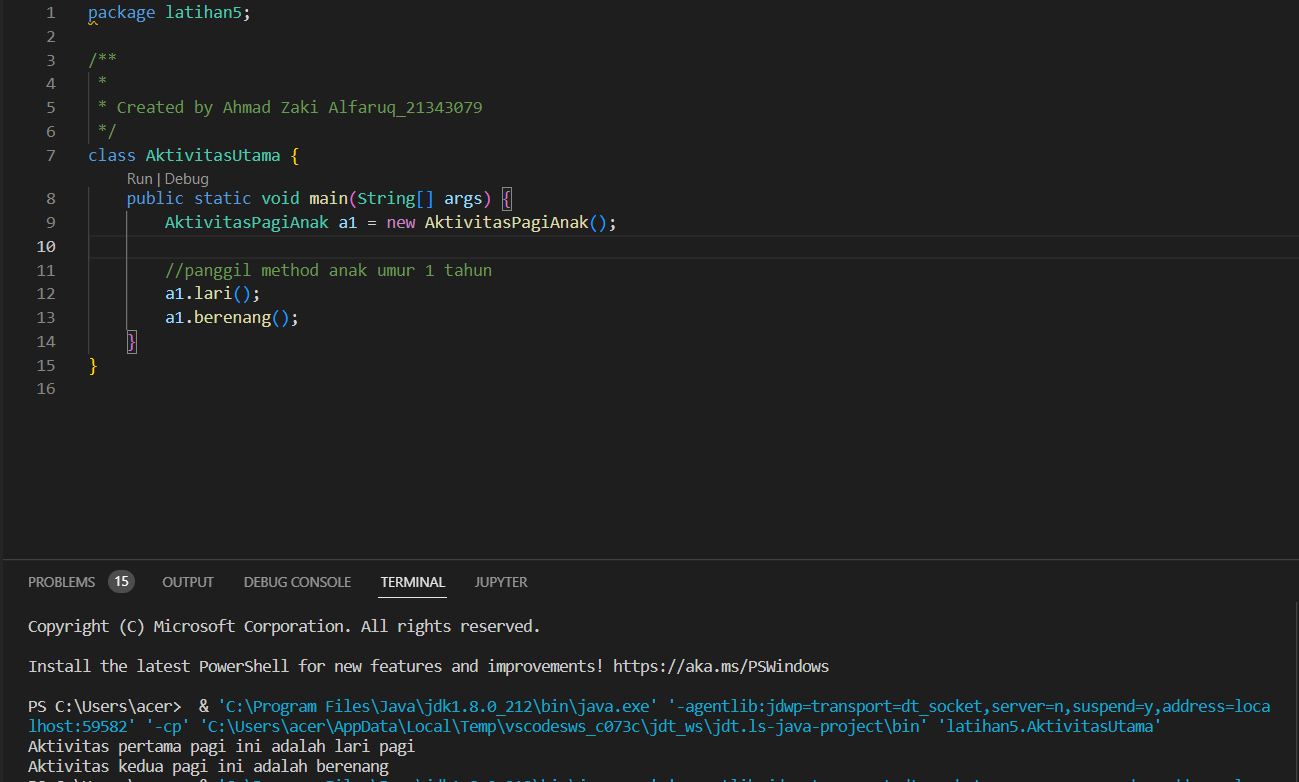 1 package latihan5;
2
3 /**
4 *
5 * Created by Ahmad Zaki Alfaruq_21343079
6 */
7 class AktivitasUtama {
Run | Debug
8 public static void main(String[] args) {
9 AktivitasPagiAnak a1 = new AktivitasPagiAnak();
10
11 //panggil method anak umur 1 tahun
12 a1.lari();
13 a1.berenang();
14 }
15 }
16
PROBLEMS 15 OUTPUT DEBUG CONSOLE TERMINAL JUPYTER
Copyright (C) Microsoft Corporation. All rights reserved.
Install the latest PowerShell for new features and improvements! https://aka.ms/PSWindows
PS C:\Users\acer>  & 'C:\Program Files\Java\jdk1.8.0_212\bin\java.exe' '-agentlib:jdwp=transport=dt_socket,server=n,suspend=y,address=loca
lhost:59582' '-cp' 'C:\Users\acer\AppData\Local\Temp\vscodesws_c073c\jdt_ws\jdt.ls-java-project\bin' 'latihan5.AktivitasUtama'
Aktivitas pertama pagi ini adalah lari pagi
Aktivitas kedua pagi ini adalah berenang